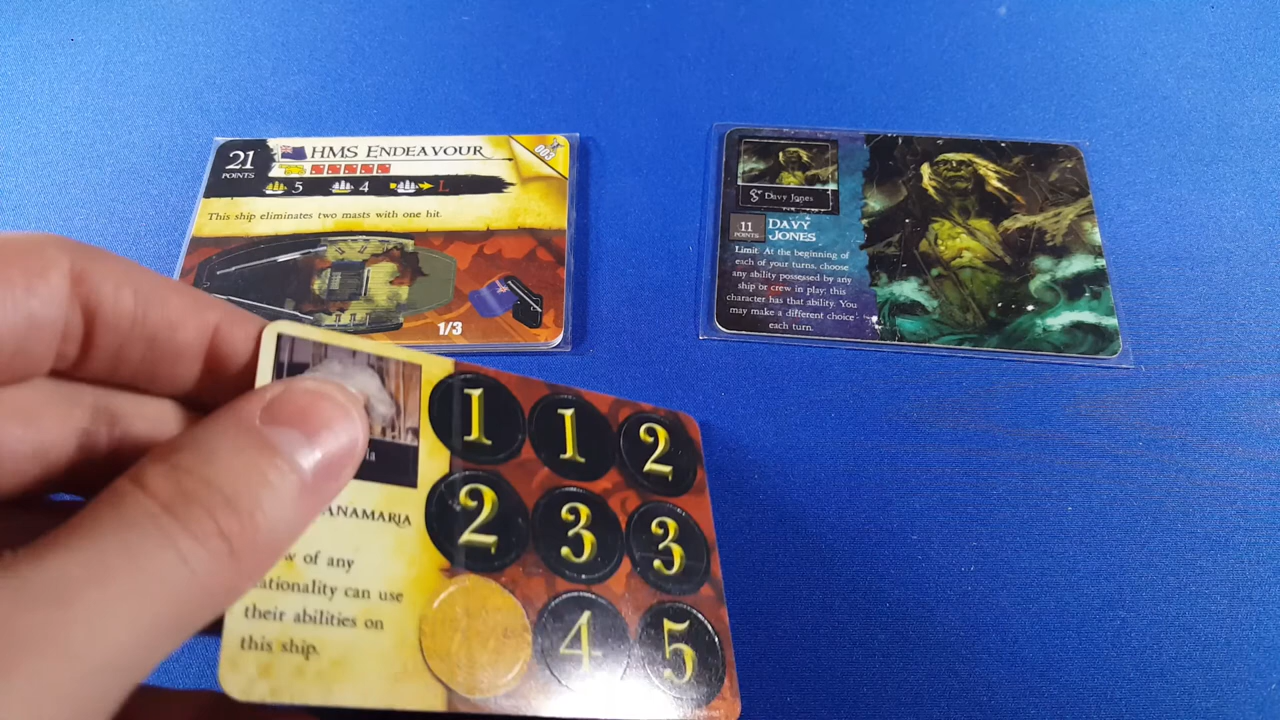 21
POINTS
HMS ENDEAVOUR
003
5
4
L
This ship eliminates two masts with one hit.
1/3
Davy Jones
11
POINTS
DAVY
JONES
Limit. At the beginning of
each of your turns, choose
any ability possessed by any
ship or crew in play; this
character has that ability. You
may make a different choice
each turn.
ANAMARIA
of any
nationality can use
their abilities on
this ship.
1 1 2
2 3 3
4 5